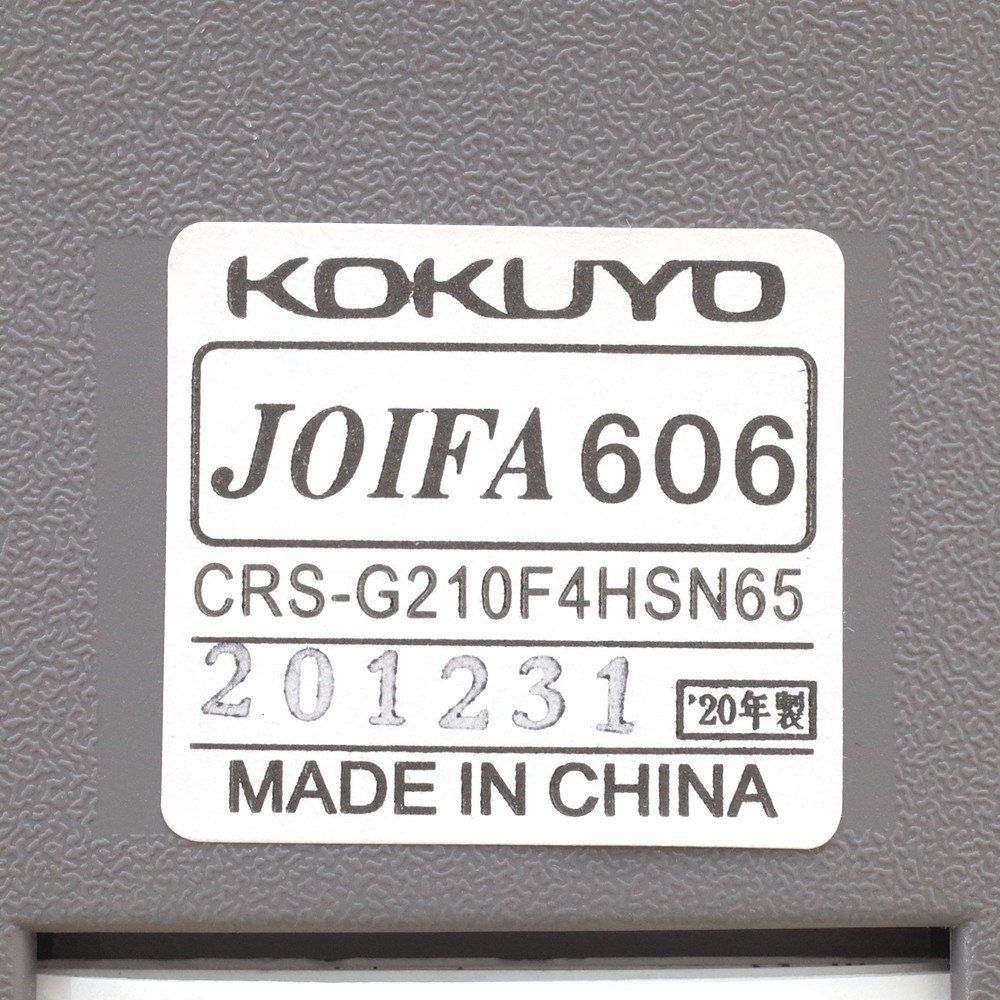 KOKUYO
JOIFA 606
CRS-G210F4HSN65
201231 '20年製
MADE IN CHINA